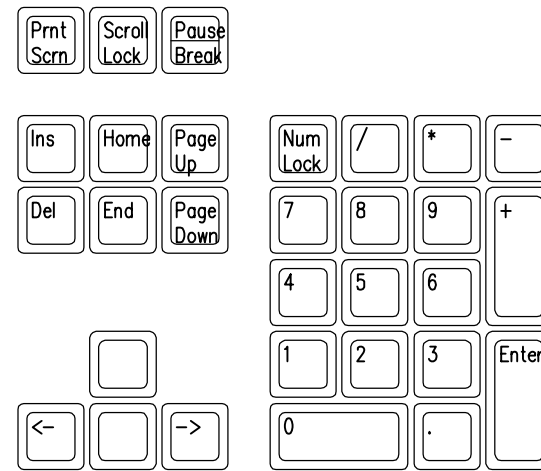 Prnt Scrn
Scroll Lock
Pause Break
Ins
Home
Page Up
Num Lock
/
*
-
Del
End
Page Down
7
8
9
+
4
5
6
1
2
3
Enter
<-
->
0
.